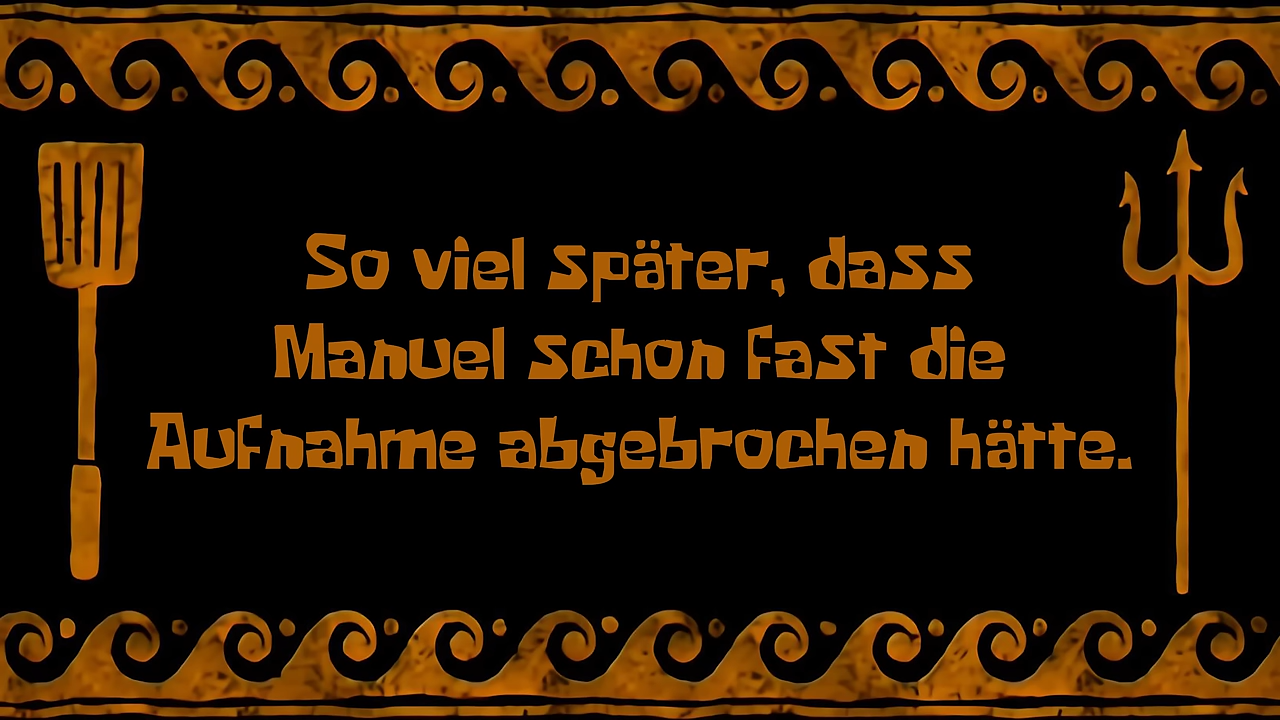 So viel später, dass
Manuel schon fast die
Aufnahme abgebrochen hätte.